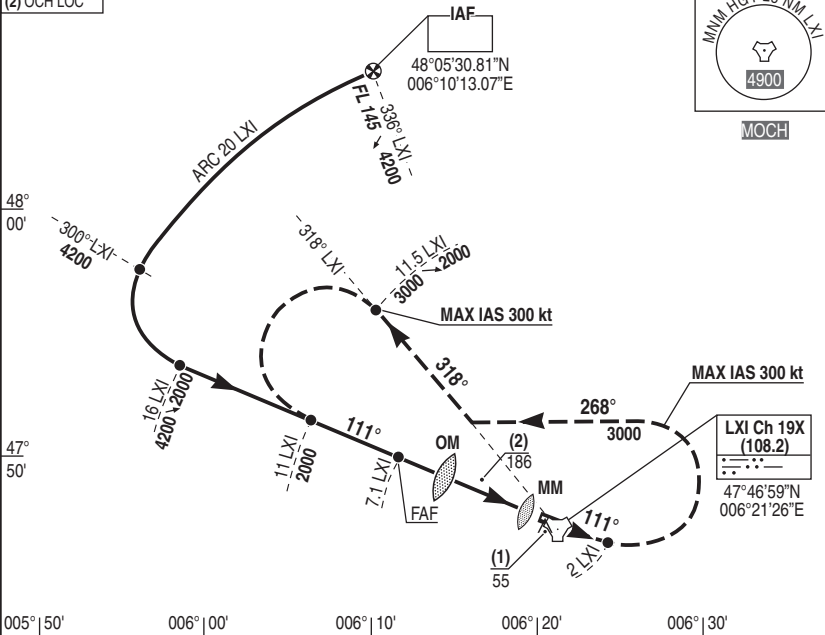 (2) OCH LOC
IAF
48°05'30.81"N
006°10'13.07"E
MNM HGT 25 NM LXI
4900
MOCH
ARC 20 LXI
FL 145
336° LXI
4200
48°
00'
300° LXI
4200
318° LXI
11.5 LXI
3000
2000
MAX IAS 300 kt
318°
MAX IAS 300 kt
268°
3000
LXI Ch 19X
(108.2)
47°46'59"N
006°21'26"E
16 LXI
4200
2000
111°
11 LXI
2000
47°
50'
OM
(2)
186
7.1 LXI
FAF
MM
111°
(1)
55
2 LXI
005° 50'
006° 00'
006° 10'
006° 20'
006° 30'